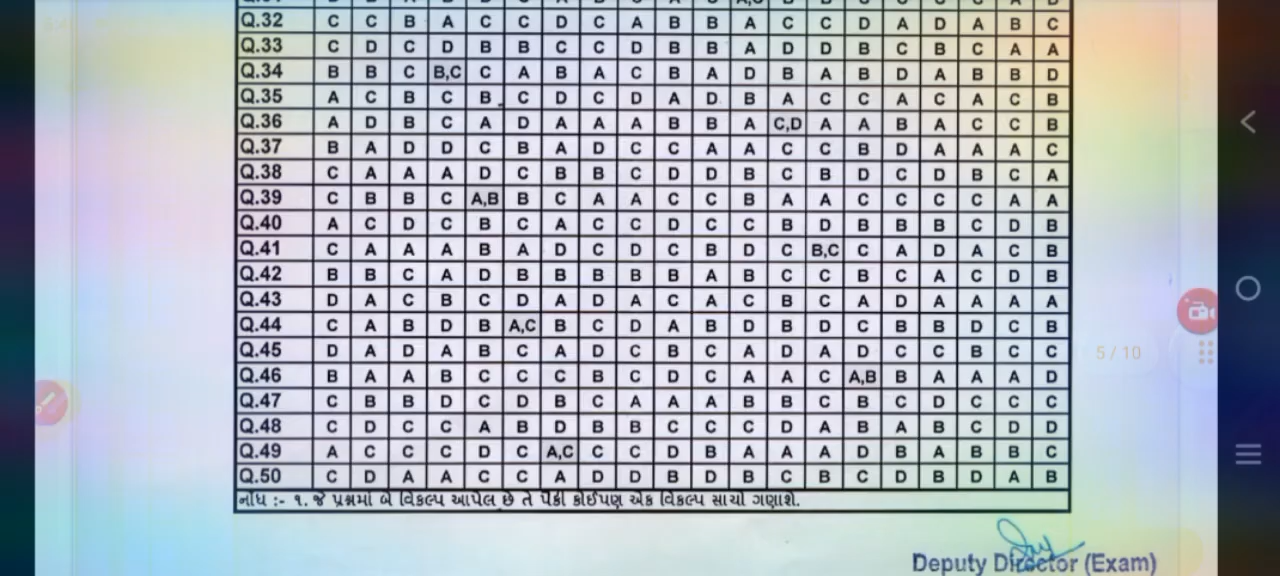 Q.32 C C B A C C D C A B B A C C D A D A B C
Q.33 C D C D B B C C D B B A D D B C B C A A
Q.34 B B C B,C C A B A C B A D B A B D A B B D
Q.35 A C B C B C D C D A D B A C C A C A C B
Q.36 A D B C A D A A A B B A C,D A A B A C C B
Q.37 B A D D C B A D C C A A C C B D A A A C
Q.38 C A A A D C B B C D D B C B D C D B C A
Q.39 C B B C A,B B C A A C C B A A C C C C A A
Q.40 A C D C B C A C C D C C B D B B B C D B
Q.41 C A A A B A D C D C B D C B,C C A D A C B
Q.42 B B C A D B B B B B A B C C B C A C D B
Q.43 D A C B C D A D A C A C B C A D A A A A
Q.44 C A B D B A,C B C D A B D B D C B B D C B
Q.45 D A D A B C A D C B C A D A D C C B C C
5 / 10
Q.46 B A A B C C C B C D C A A C A,B B A A A D
Q.47 C B B D C D B C A A A B B C B C D C C C
Q.48 C D C C A B D B B C C C D A B A B C D D
Q.49 A C C C D C A,C C C D B A A A D B A B B C
Q.50 C D A A C C A D D B D B C B C D B D A B
નોંધ :- ૧. જે પ્રશ્નમાં બે વિકલ્પ આપેલ છે તે પૈકી કોઈપણ એક વિકલ્પ સાચો ગણાશે.
Deputy Director (Exam)